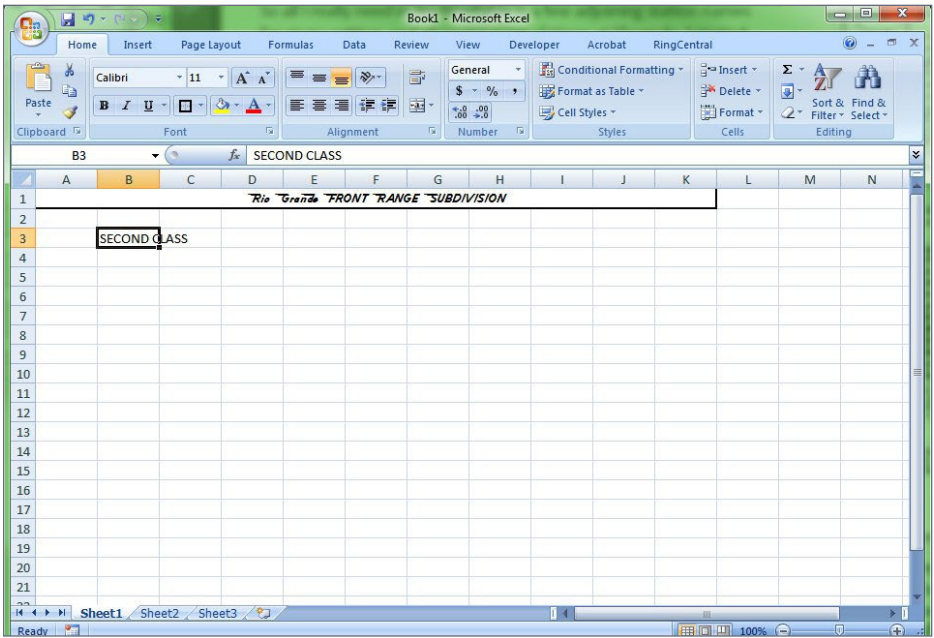 Book1 - Microsoft Excel
Home Insert Page Layout Formulas Data Review View Developer Acrobat RingCentral
Paste
Calibri 11 A A
B I U A
General
$ % ,
.0 .00
.00 .0
Conditional Formatting
Format as Table
Cell Styles
Insert
Delete
Format
Σ
Sort & Filter
Find & Select
Clipboard Font Alignment Number Styles Cells Editing
B3 fx SECOND CLASS
A B C D E F G H I J K L M N
1 Rio Grande FRONT RANGE SUBDIVISION
2
3 SECOND CLASS
4
5
6
7
8
9
10
11
12
13
14
15
16
17
18
19
20
21
Sheet1 Sheet2 Sheet3
Ready 100%